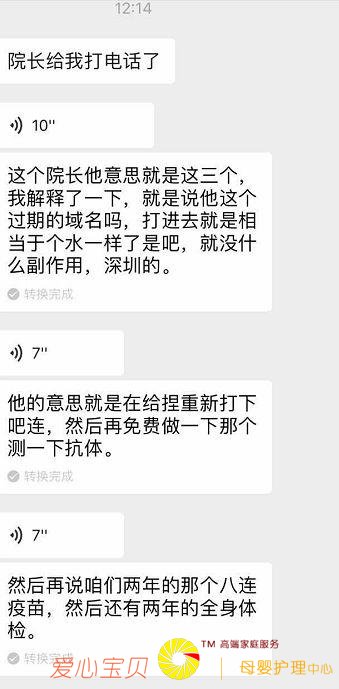 12:14
院长给我打电话了
10"
这个院长他意思就是这三个，
我解释了一下，就是说他这个
过期的域名吗，打进去就是相
当于个水一样了是吧，就没什
么副作用，深圳的。
转换完成
7"
他的意思就是在给捏重新打下
吧连，然后再免费做一下那个
测一下抗体。
转换完成
7"
然后再说咱们两年的那个八连
疫苗，然后还有两年的全身体
检。
转换完成
爱心宝贝
TM 高端家庭服务
母婴护理中心